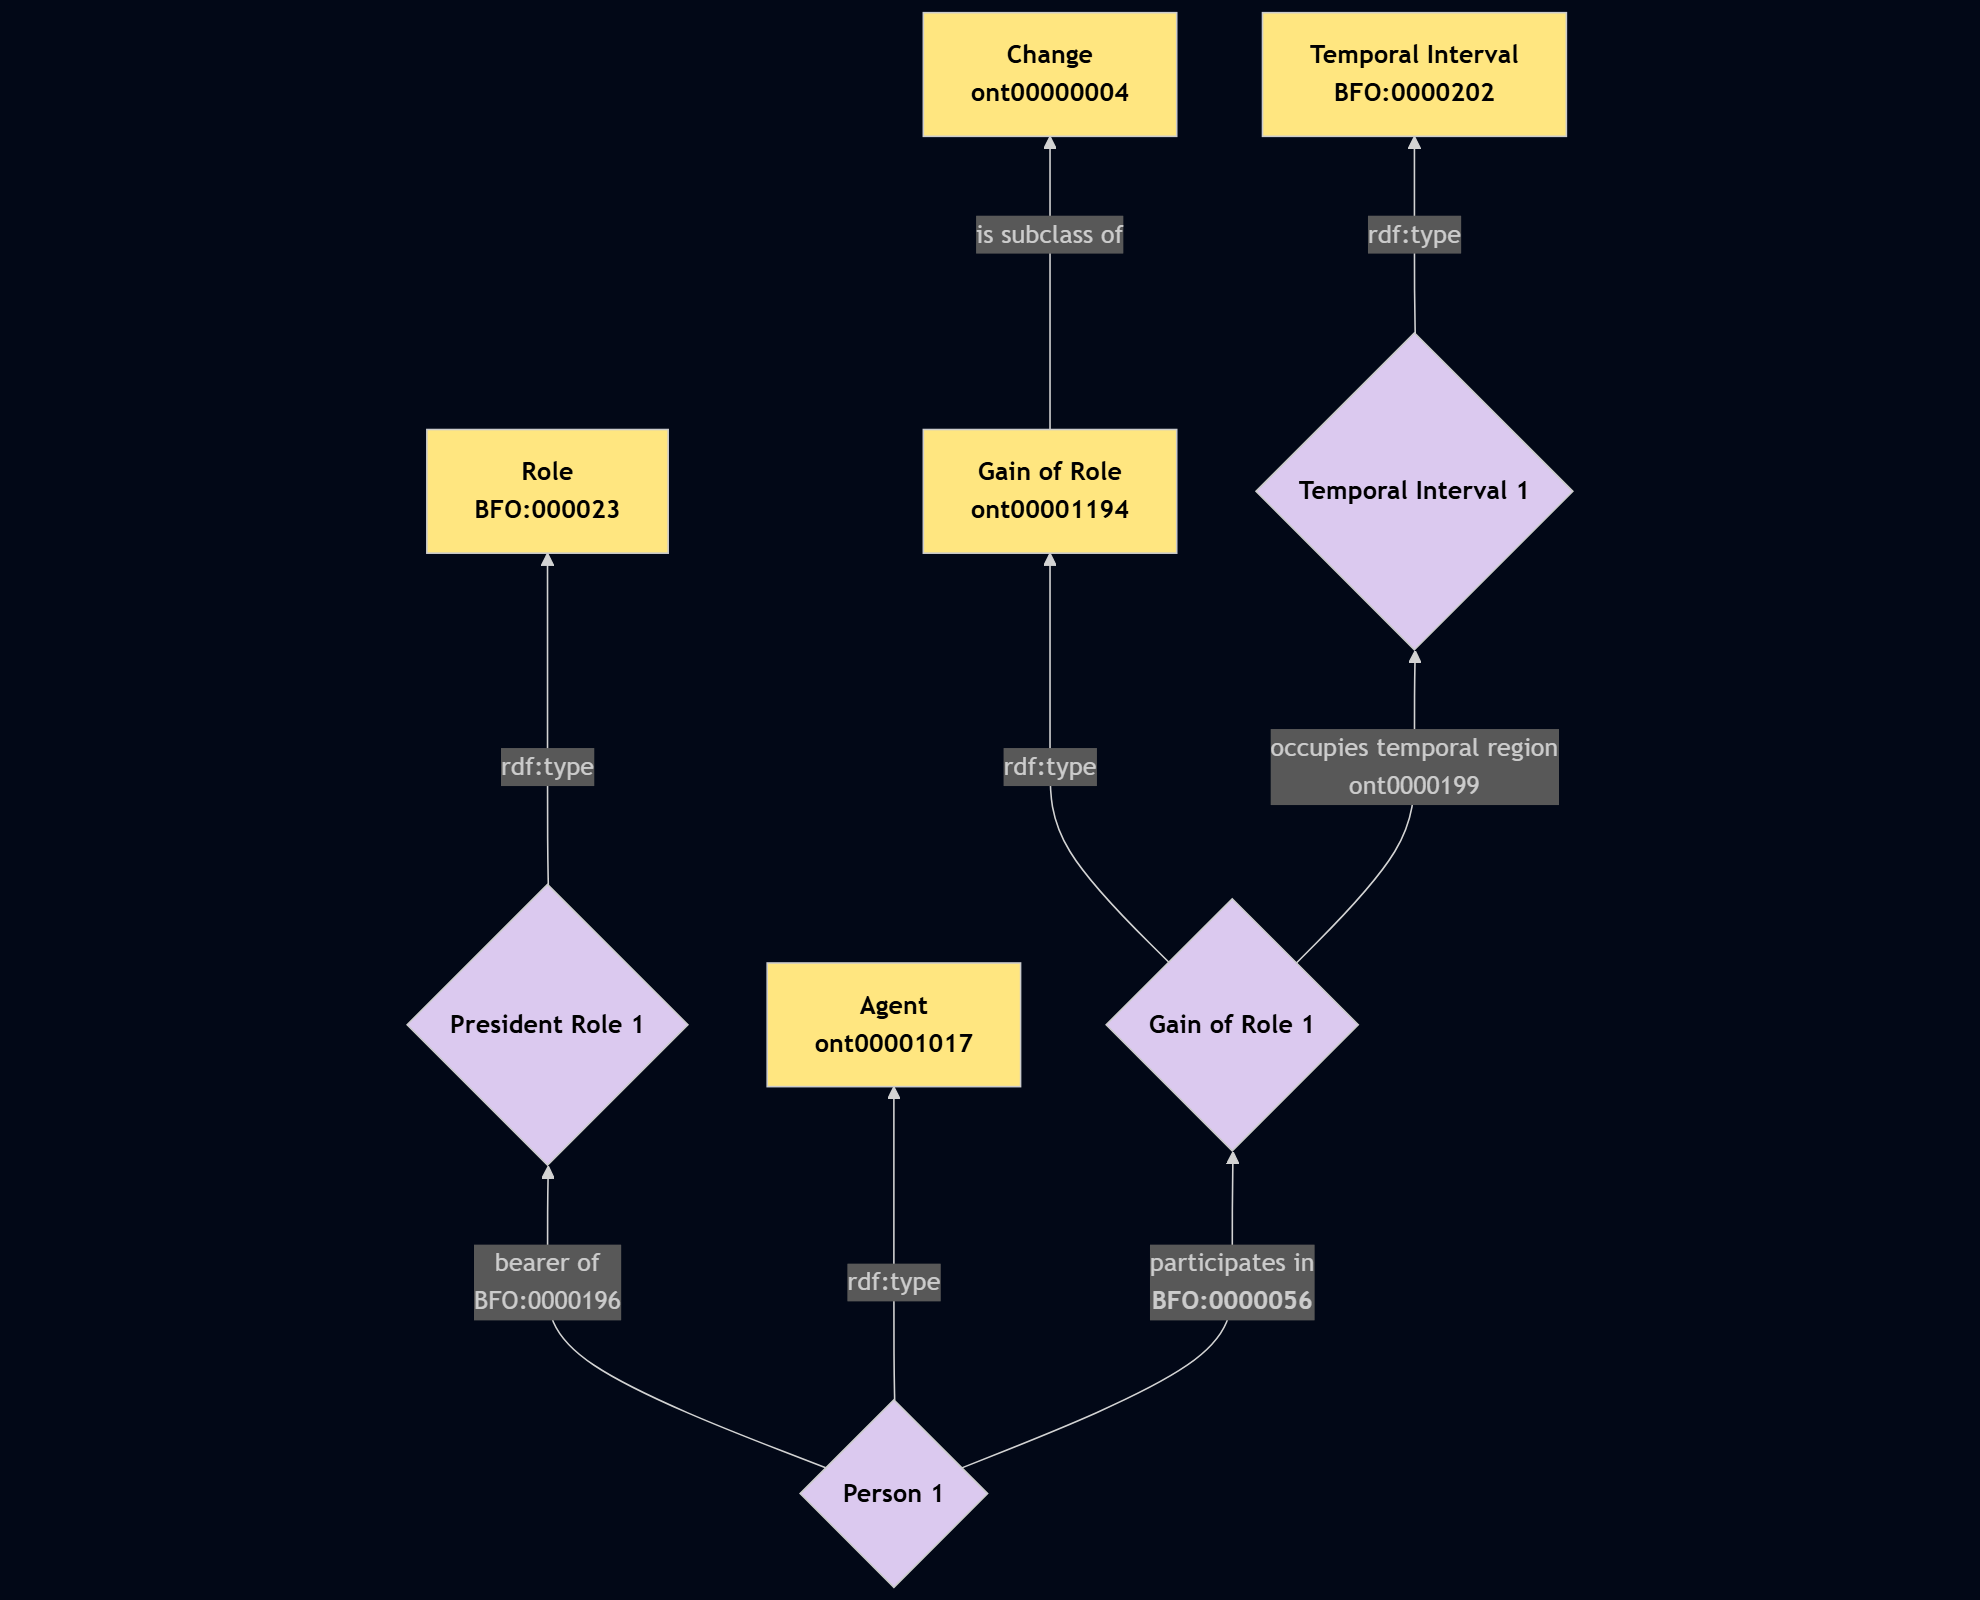 Change
ont00000004
Temporal Interval
BFO:0000202
is subclass of
rdf:type
Role
BFO:000023
Gain of Role
ont00001194
Temporal Interval 1
rdf:type
rdf:type
occupies temporal region
ont0000199
President Role 1
Agent
ont00001017
Gain of Role 1
bearer of
BFO:0000196
rdf:type
participates in
BFO:0000056
Person 1